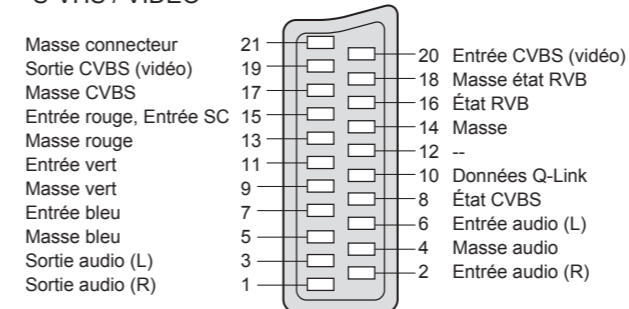 S-VHS / VIDEO
Masse connecteur 21
Sortie CVBS (vidéo) 19
Masse CVBS 17
Entrée rouge, Entrée SC 15
Masse rouge 13
Entrée vert 11
Masse vert 9
Entrée bleu 7
Masse bleu 5
Sortie audio (L) 3
Sortie audio (R) 1
20 Entrée CVBS (vidéo)
18 Masse état RVB
16 État RVB
14 Masse
12 --
10 Données Q-Link
8 État CVBS
6 Entrée audio (L)
4 Masse audio
2 Entrée audio (R)